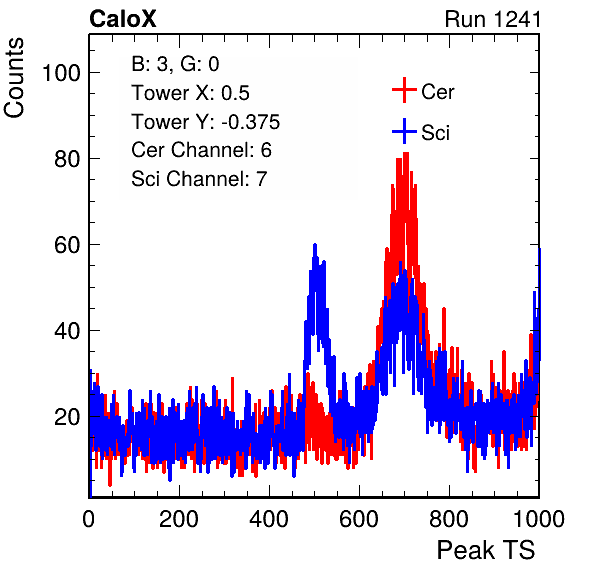 CaloX Run 1241
Counts
B: 3, G: 0
Tower X: 0.5
Tower Y: -0.375
Cer Channel: 6
Sci Channel: 7
Cer
Sci
100
80
60
40
20
0 200 400 600 800 1000
Peak TS